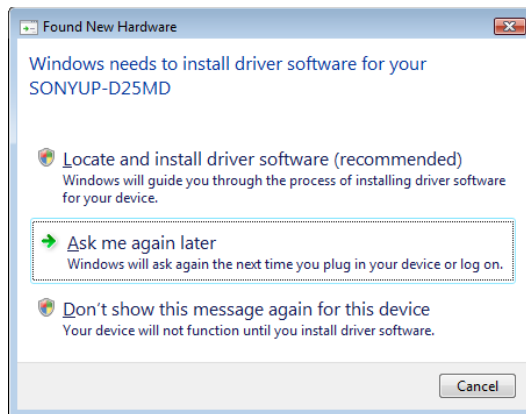 Found New Hardware
Windows needs to install driver software for your
SONYUP-D25MD
Locate and install driver software (recommended)
Windows will guide you through the process of installing driver software
for your device.
Ask me again later
Windows will ask again the next time you plug in your device or log on.
Don't show this message again for this device
Your device will not function until you install driver software.
Cancel